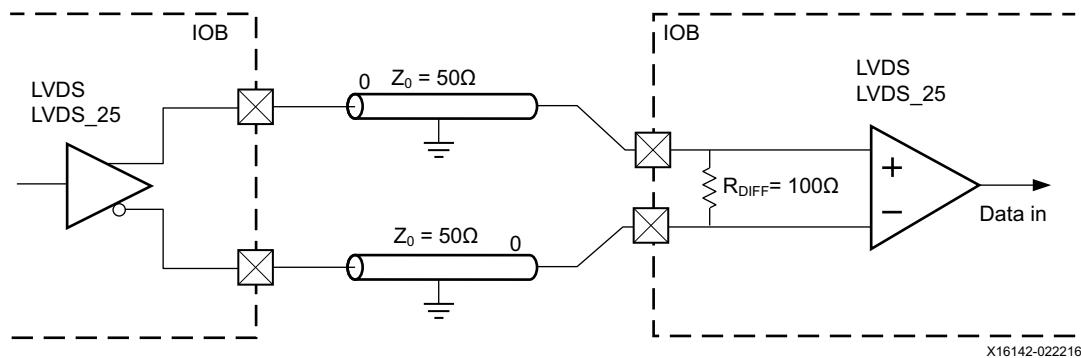 IOB
IOB
LVDS
LVDS_25
0
Z0 = 50Ω
LVDS
LVDS_25
+
−
RDIFF= 100Ω
Data in
Z0 = 50Ω
0
X16142-022216